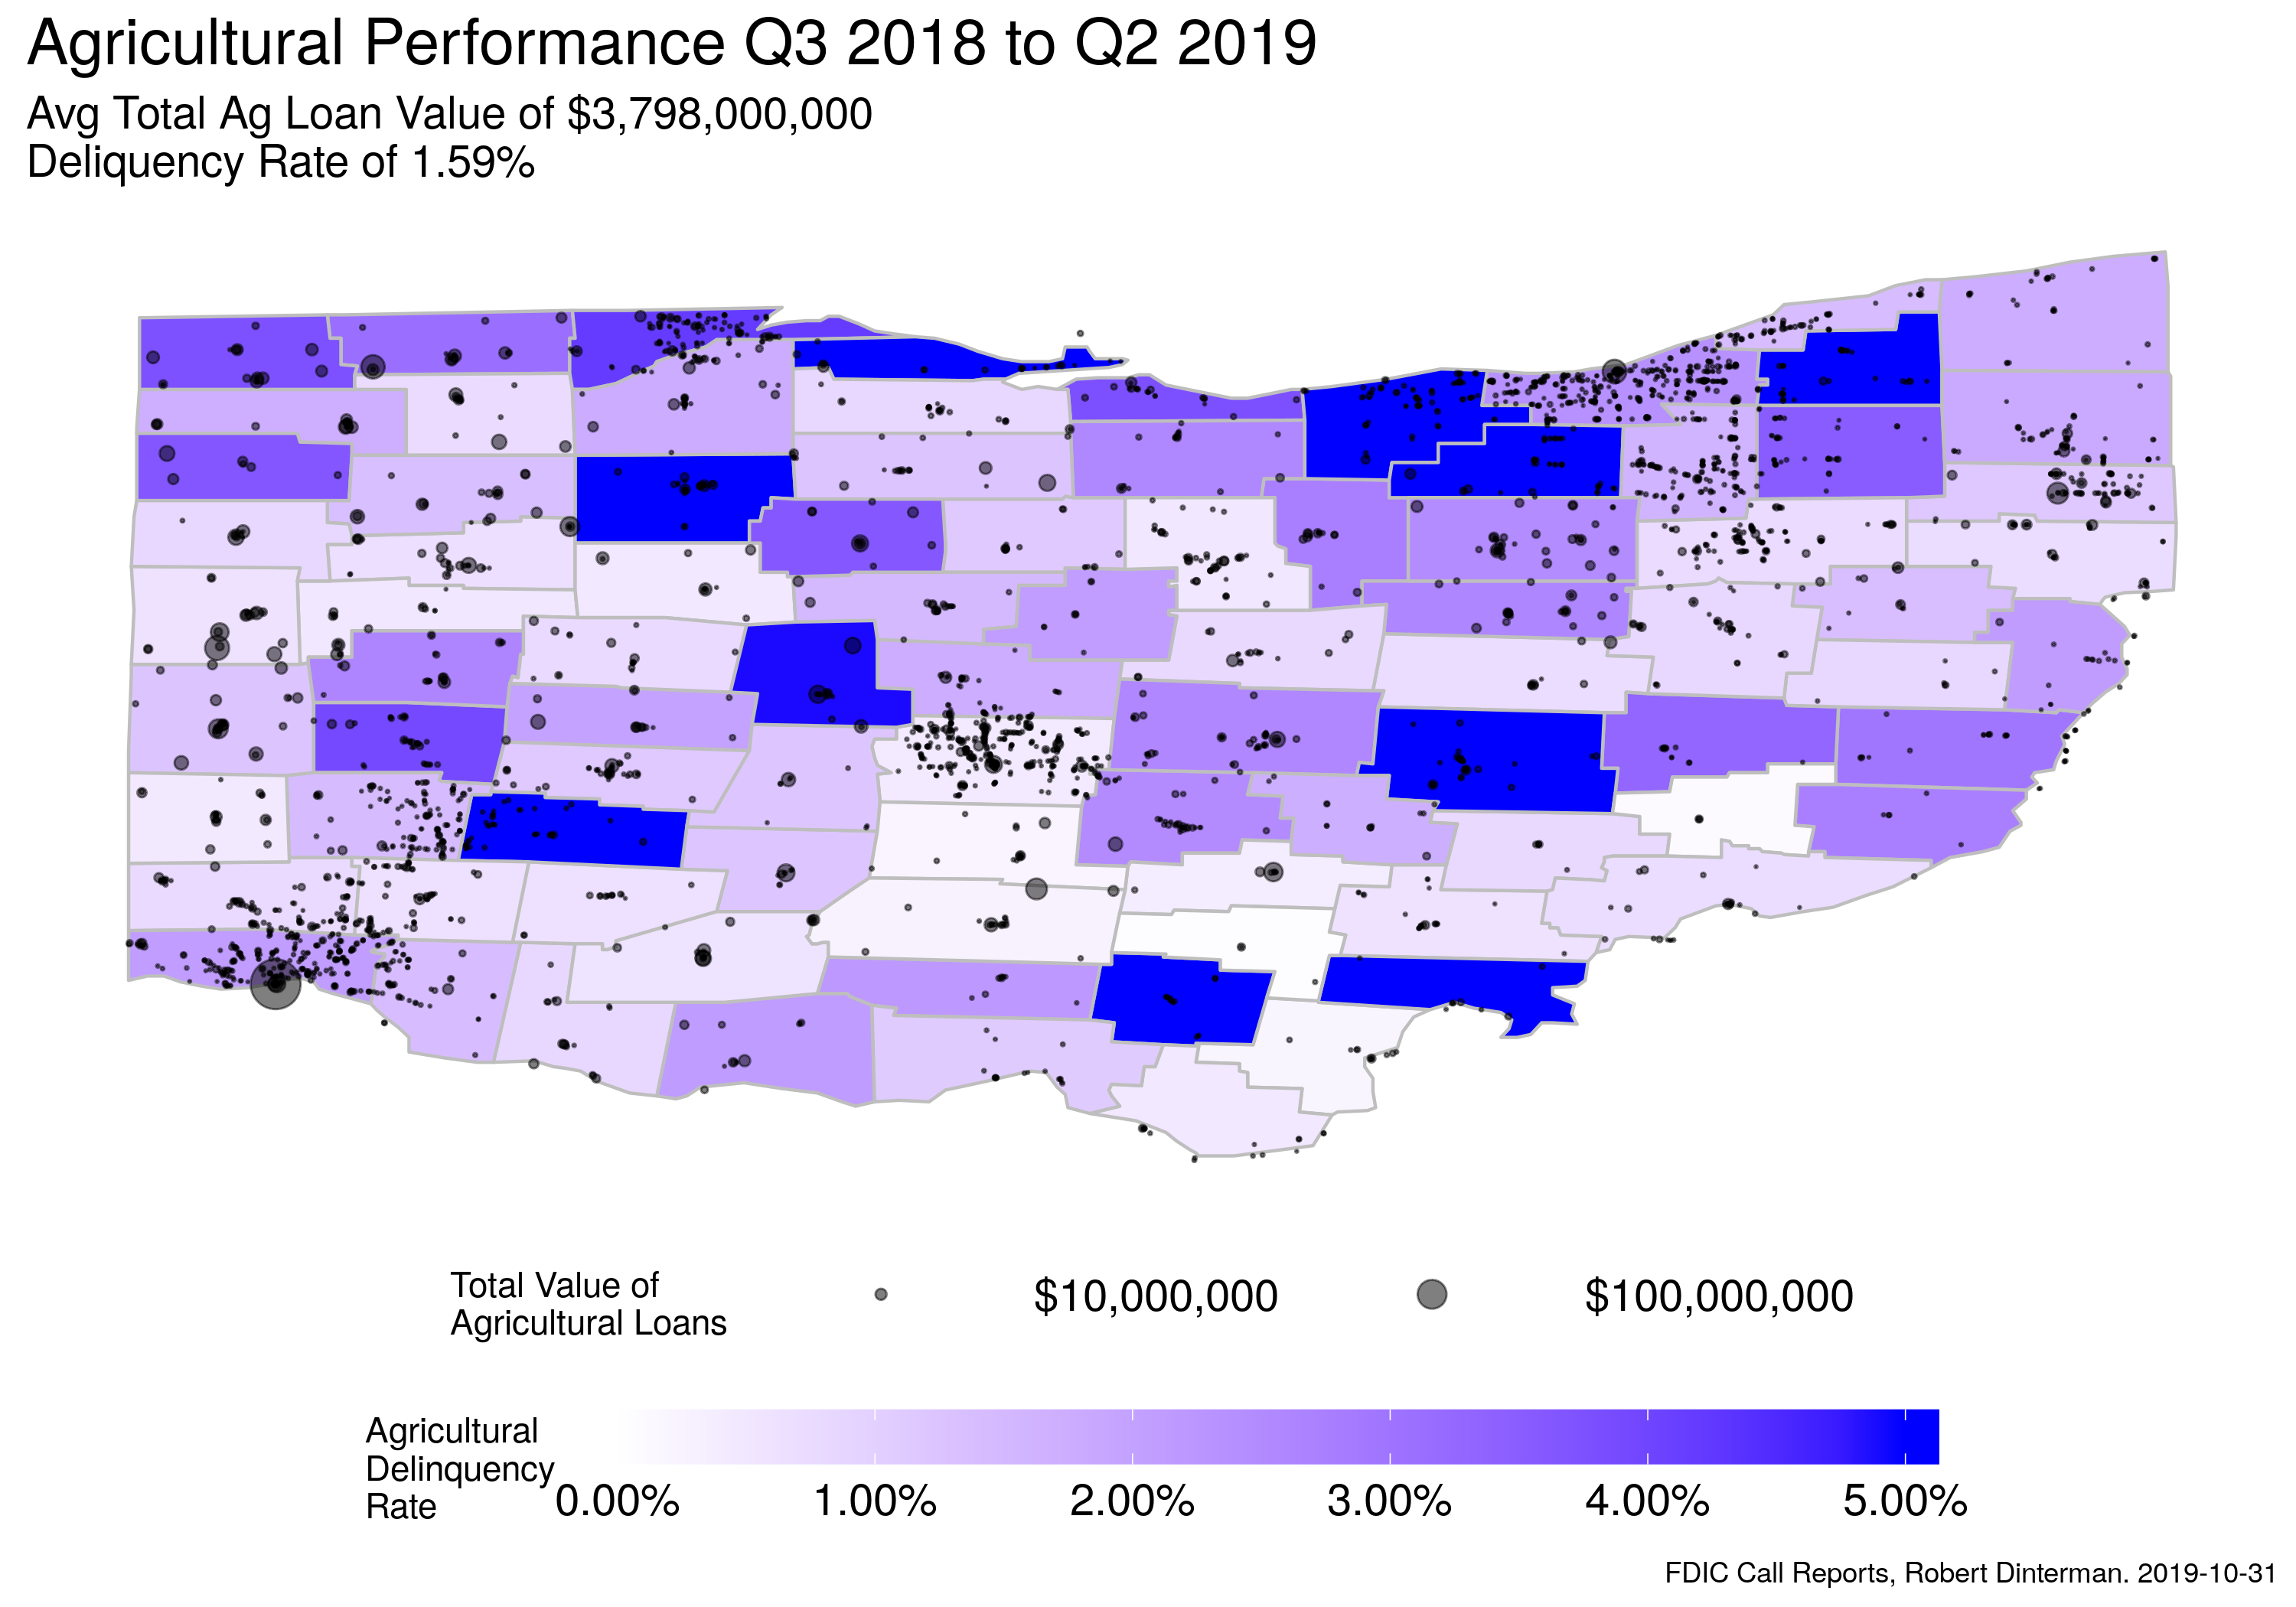 Agricultural Performance Q3 2018 to Q2 2019
Avg Total Ag Loan Value of $3,798,000,000
Deliquency Rate of 1.59%
Total Value of
Agricultural Loans
$10,000,000
$100,000,000
Agricultural
Delinquency
Rate
0.00%
1.00%
2.00%
3.00%
4.00%
5.00%
FDIC Call Reports, Robert Dinterman. 2019-10-31